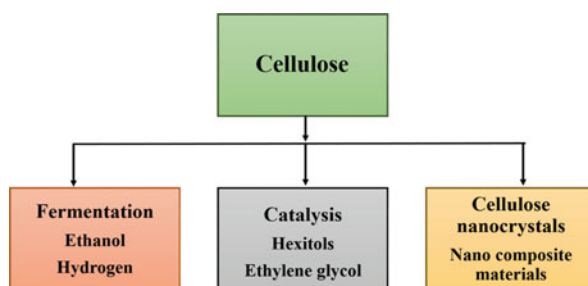 Cellulose
Fermentation
Ethanol
Hydrogen
Catalysis
Hexitols
Ethylene glycol
Cellulose
nanocrystals
Nano composite
materials